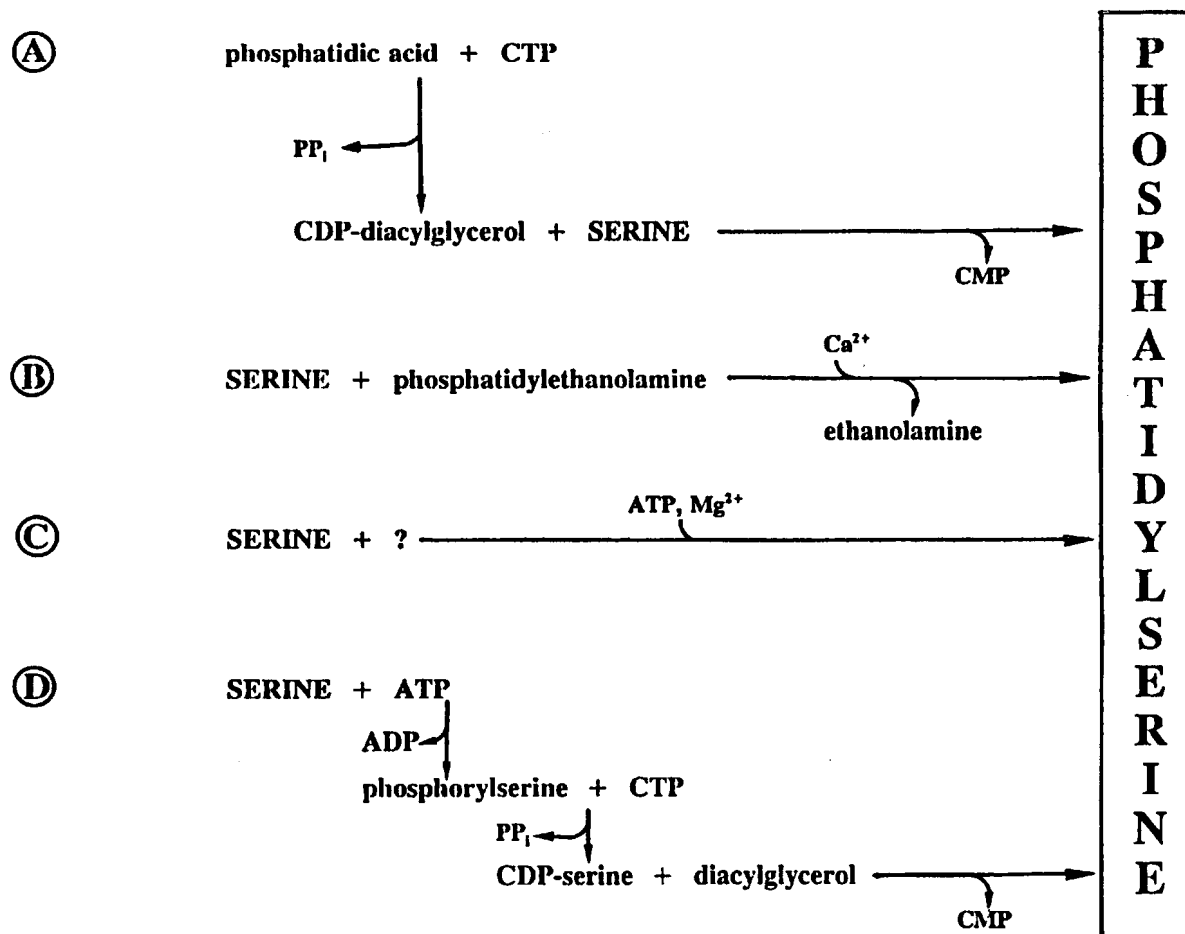 Ⓐ phosphatidic acid + CTP
PPᵢ
CDP-diacylglycerol + SERINE
CMP
Ca²⁺
Ⓑ SERINE + phosphatidylethanolamine
ethanolamine
ATP, Mg²⁺
Ⓒ SERINE + ?
Ⓓ SERINE + ATP
ADP
phosphorylserine + CTP
PPᵢ
CDP-serine + diacylglycerol
CMP
PHOSPHATIDYLSERINE